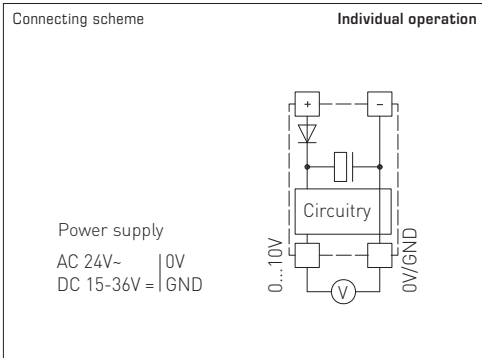 Connecting scheme
Individual operation
+ −
Circuitry
Power supply
AC 24V~ 0V
DC 15-36V = GND
0...10V
0V/GND
V